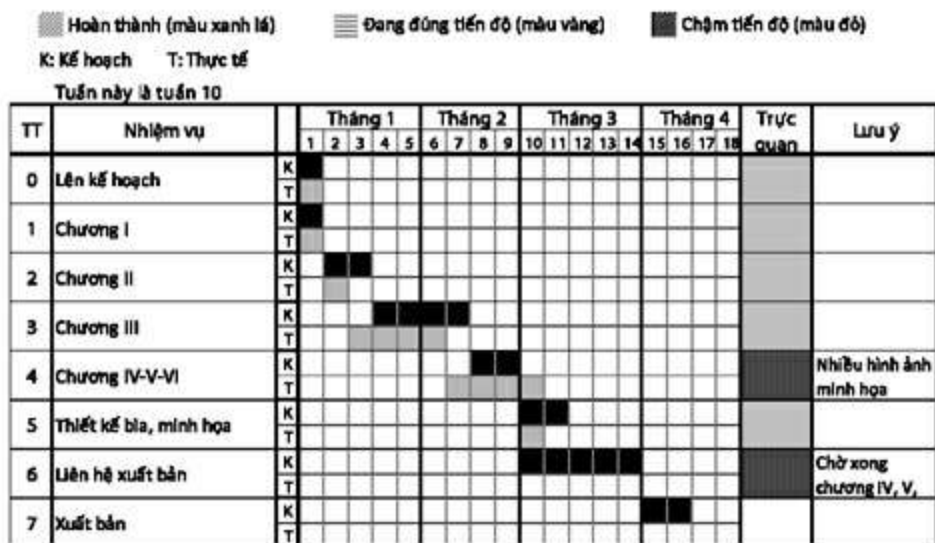 Hoàn thành (màu xanh lá) Đang đúng tiến độ (màu vàng) Chậm tiến độ (màu đỏ)
K: Kế hoạch T: Thực tế
Tuần này là tuần 10
TT Nhiệm vụ Tháng 1 Tháng 2 Tháng 3 Tháng 4 Trực quan Lưu ý
1 2 3 4 5 6 7 8 9 10 11 12 13 14 15 16 17 18
0 Lên kế hoạch K
T
1 Chương I K
T
2 Chương II K
T
3 Chương III K
T
4 Chương IV-V-VI K Nhiều hình ảnh
T minh họa
5 Thiết kế bìa, minh họa K
T
6 Liên hệ xuất bản K Chờ xong
T chương IV, V,
7 Xuất bản K
T